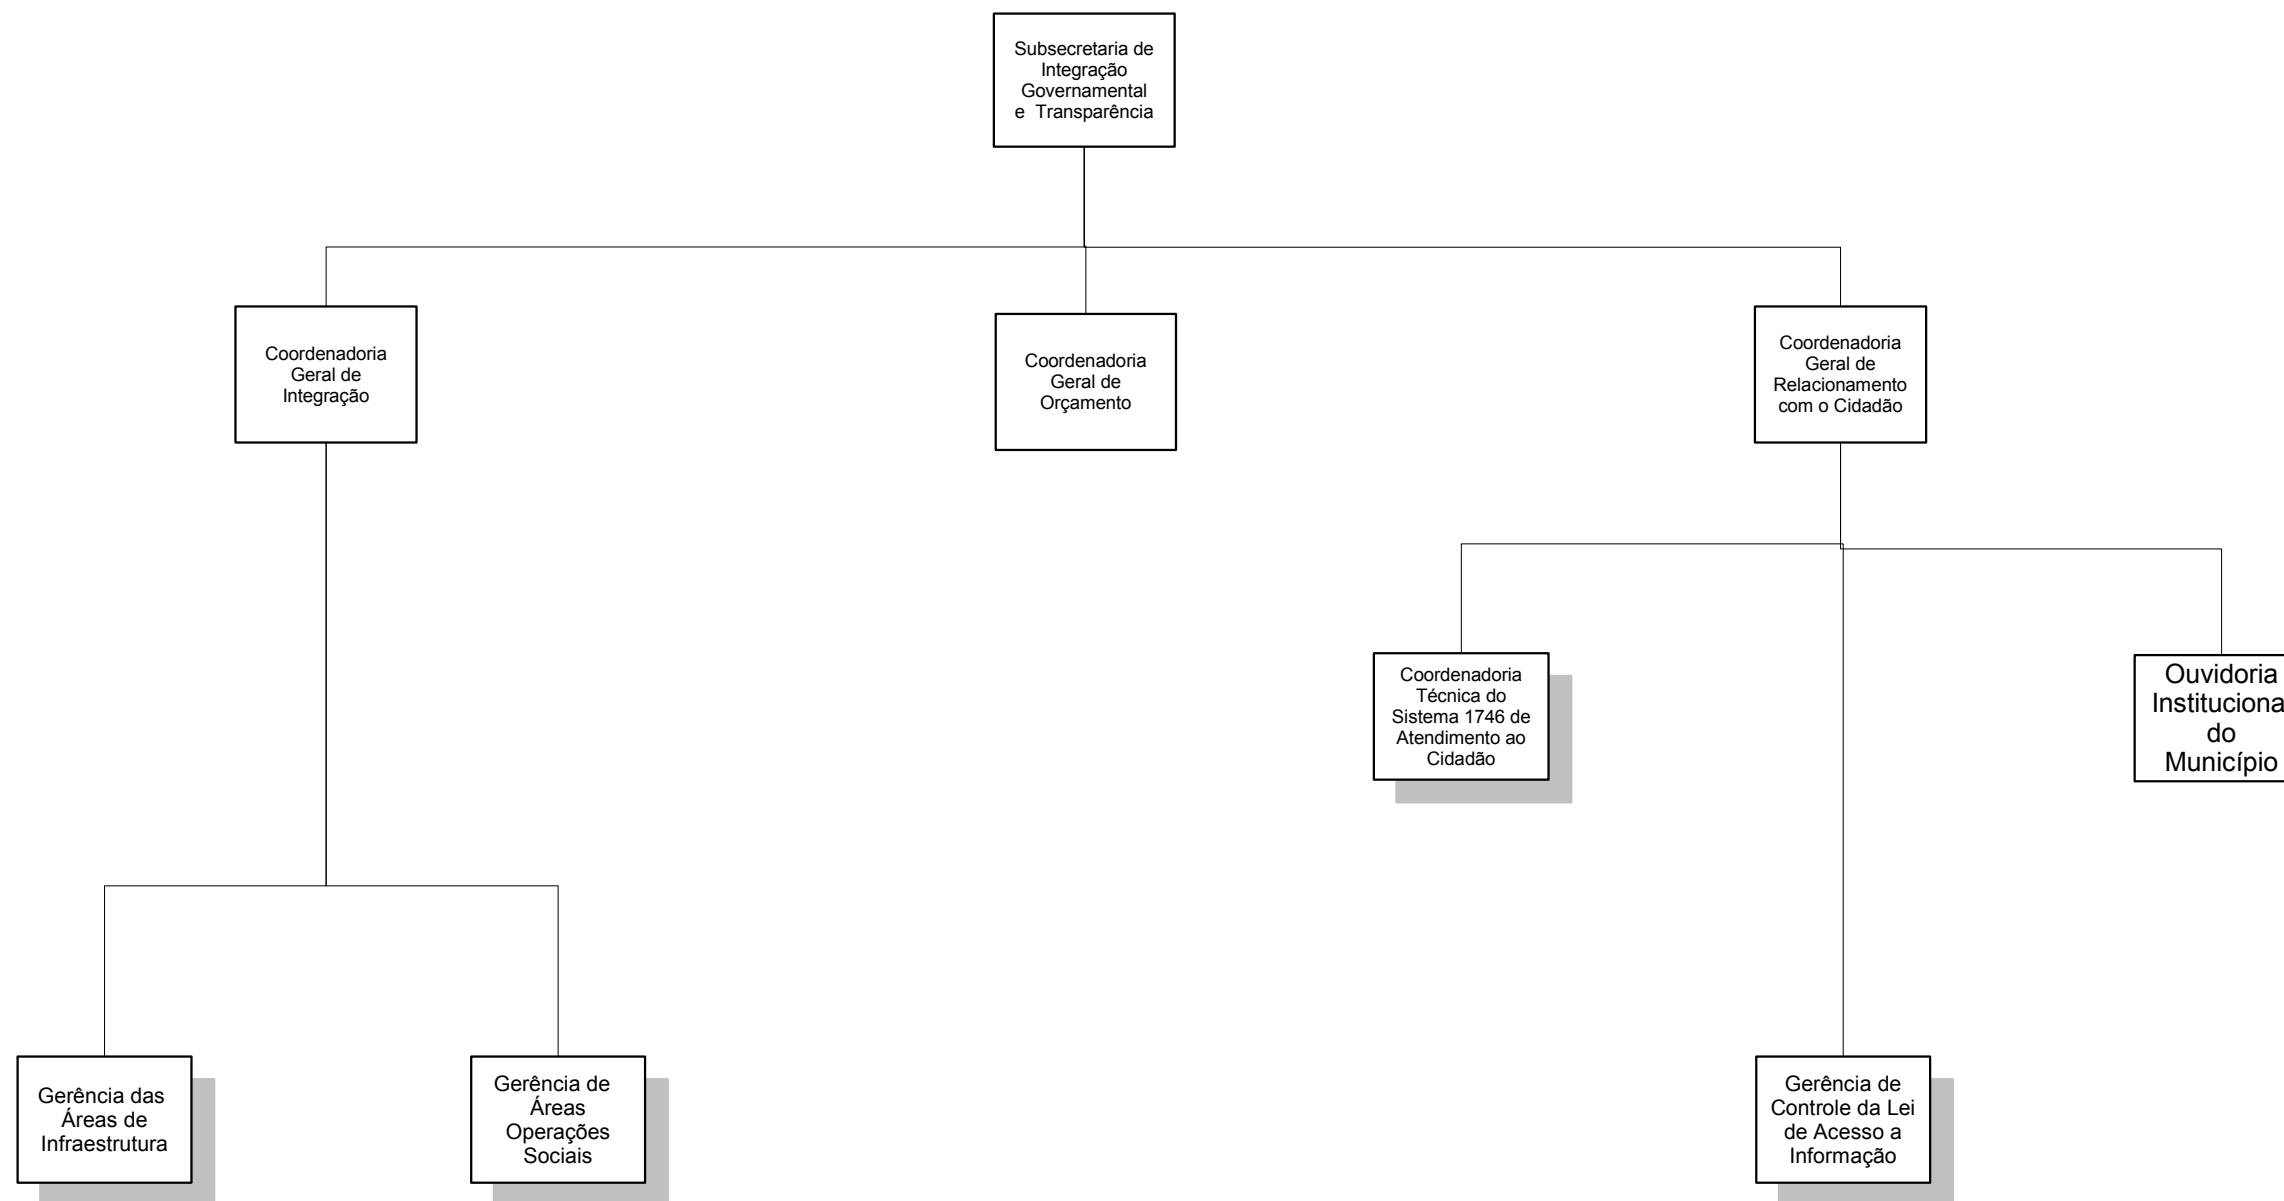 Subsecretaria de
Integração
Governamental
e Transparência
Coordenadoria
Geral de
Integração
Coordenadoria
Geral de
Orçamento
Coordenadoria
Geral de
Relacionamento
com o Cidadão
Coordenadoria
Técnica do
Sistema 1746 de
Atendimento ao
Cidadão
Ouvidoria
Instituciona
do
Município
Gerência das
Áreas de
Infraestrutura
Gerência de
Áreas
Operações
Sociais
Gerência de
Controle da Lei
de Acesso a
Informação